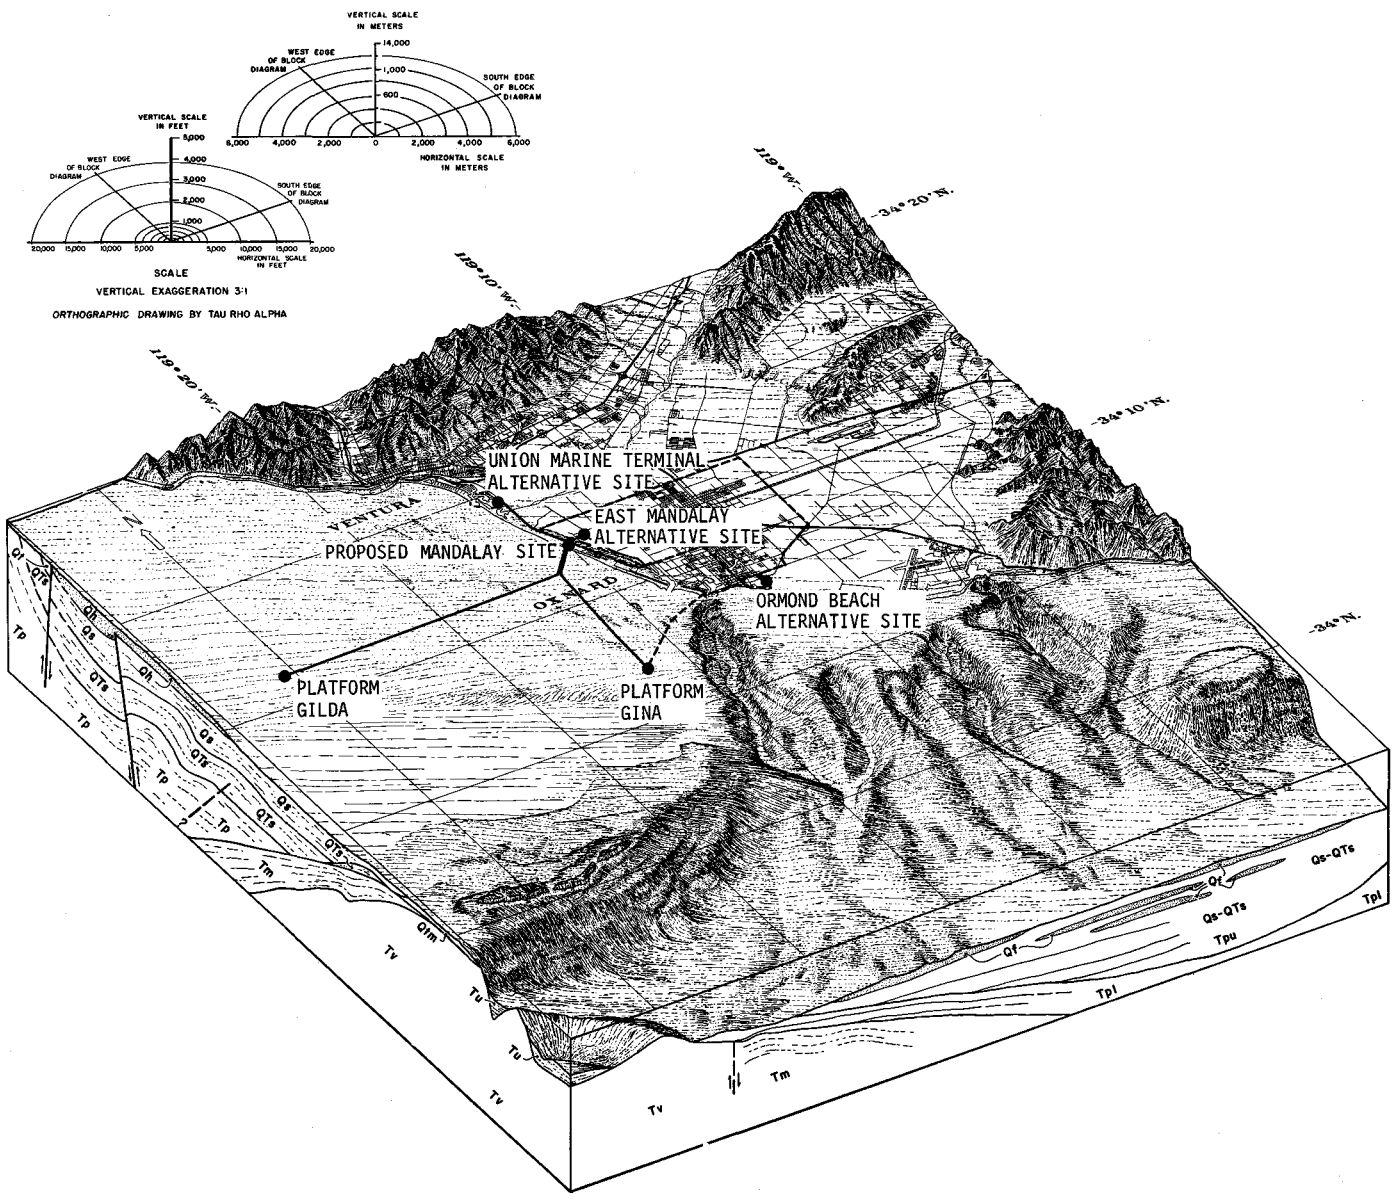 VERTICAL SCALE
IN METERS
14,000
1,000
600
WEST EDGE
OF BLOCK
DIAGRAM
SOUTH EDGE
OF BLOCK
DIAGRAM
6,000 4,000 2,000 0 2,000 4,000 6,000
HORIZONTAL SCALE
IN METERS
VERTICAL SCALE
IN FEET
5,000
4,000
3,000
2,000
1,000
WEST EDGE
OF BLOCK
DIAGRAM
SOUTH EDGE
OF BLOCK
DIAGRAM
20,000 15,000 10,000 5,000 5,000 10,000 15,000 20,000
HORIZONTAL SCALE
IN FEET
SCALE
VERTICAL EXAGGERATION 3:1
ORTHOGRAPHIC DRAWING BY TAU RHO ALPHA
119° W.
34° 20' N.
119° 10' W.
119° 20' W.
34° 10' N.
34° N.
N
VENTURA
OXNARD
UNION MARINE TERMINAL
ALTERNATIVE SITE
EAST MANDALAY
ALTERNATIVE SITE
PROPOSED MANDALAY SITE
ORMOND BEACH
ALTERNATIVE SITE
PLATFORM
GILDA
PLATFORM
GINA
Qf
QTs
Tp
Qh
Qs
QTs
Tp
Qh
Qs
QTs
Tp
?
Tp
Qs
QTs
QTs
Tm
Qtm
Tv
Tu
Tu
Tv
Tv
Tm
Qf
Qf
Qs-QTs
Qs-QTs
Tpu
Tpl
Tpl